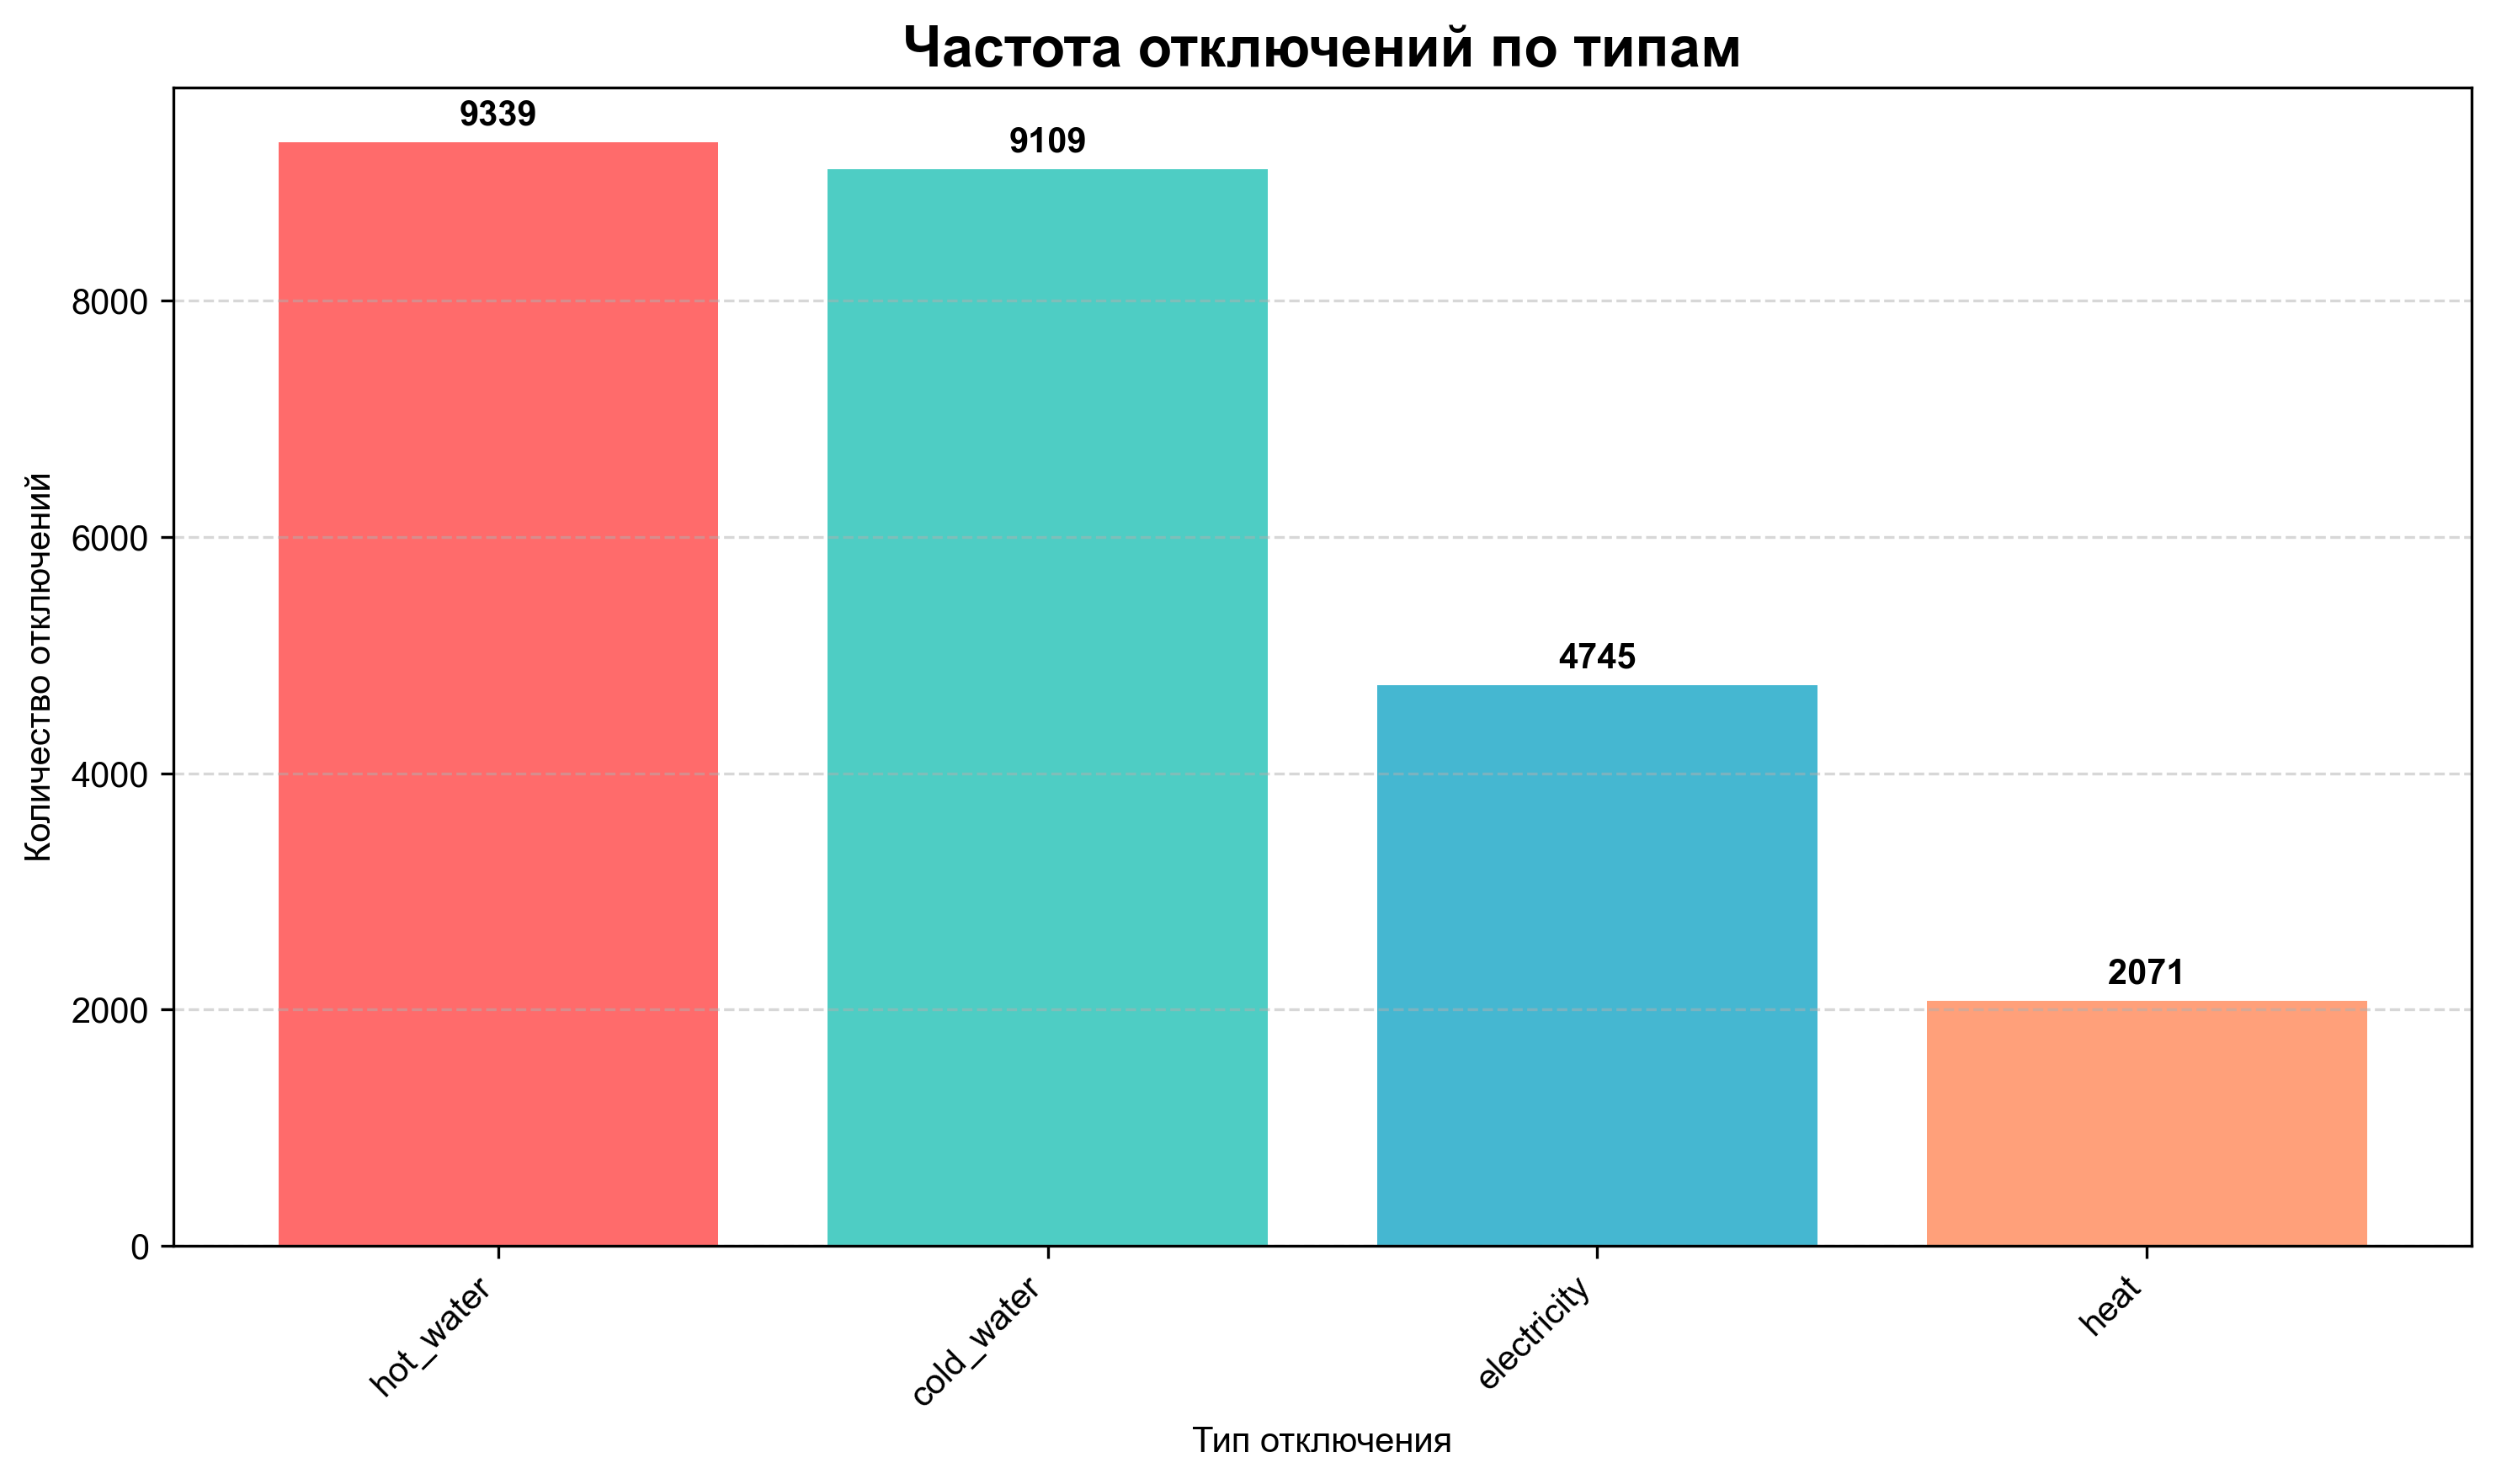 Частота отключений по типам
9339
9109
4745
2071
8000
6000
4000
2000
0
Количество отключений
hot_water
cold_water
electricity
heat
Тип отключения